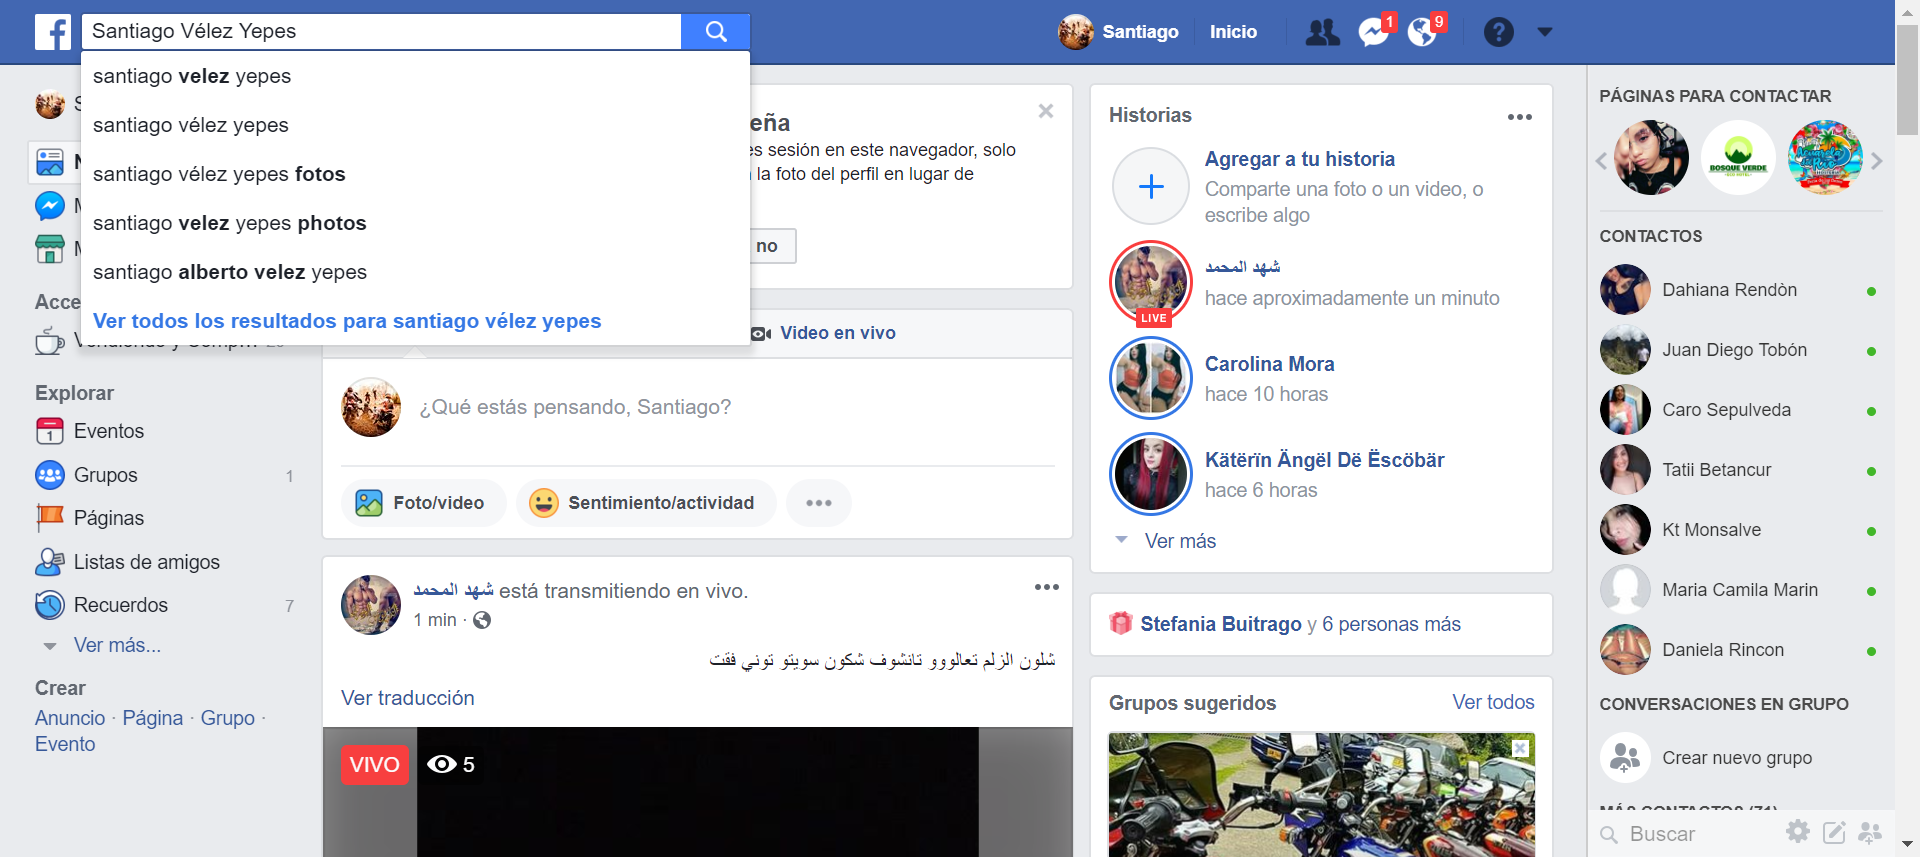 Santiago Vélez Yepes
Santiago
Inicio
1
9
santiago velez yepes
santiago vélez yepes
santiago vélez yepes fotos
santiago velez yepes photos
santiago alberto velez yepes
Ver todos los resultados para santiago vélez yepes
S
N
M
M
Acce
Explorar
Eventos
Grupos 1
Páginas
Listas de amigos
Recuerdos 7
Ver más...
Crear
Anuncio · Página · Grupo ·
Evento
eña
es sesión en este navegador, solo
la foto del perfil en lugar de
no
Video en vivo
¿Qué estás pensando, Santiago?
Foto/video
Sentimiento/actividad
شهد المحمد está transmitiendo en vivo.
1 min ·
شلون الزلم تعالووو تانشوف شكون سويتو توني فقت
Ver traducción
VIVO
5
Historias
Agregar a tu historia
Comparte una foto o un video, o
escribe algo
شهد المحمد
hace aproximadamente un minuto
LIVE
Carolina Mora
hace 10 horas
Kätërïn Ängël Dë Ëscöbär
hace 6 horas
Ver más
Stefania Buitrago y 6 personas más
Grupos sugeridos
Ver todos
PÁGINAS PARA CONTACTAR
BOSQUE VERDE
CONTACTOS
Dahiana Rendòn
Juan Diego Tobón
Caro Sepulveda
Tatii Betancur
Kt Monsalve
Maria Camila Marin
Daniela Rincon
CONVERSACIONES EN GRUPO
Crear nuevo grupo
MÁS CONTACTOS (71)
Buscar